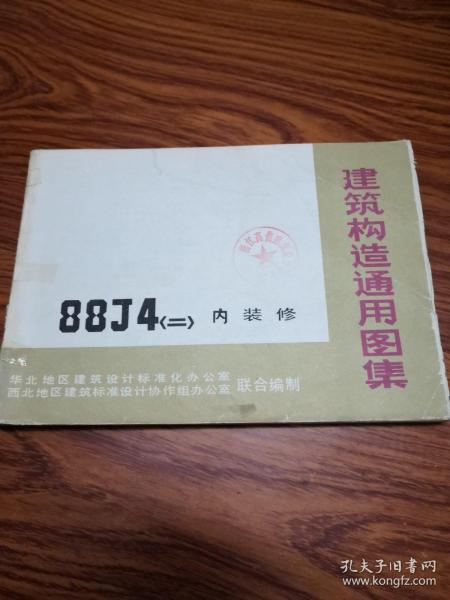 建筑构造通用图集
88J4〈二〉 内装修
华北地区建筑设计标准化办公室
西北地区建筑标准设计协作组办公室
联合编制
孔夫子旧书网
www.kongfz.com